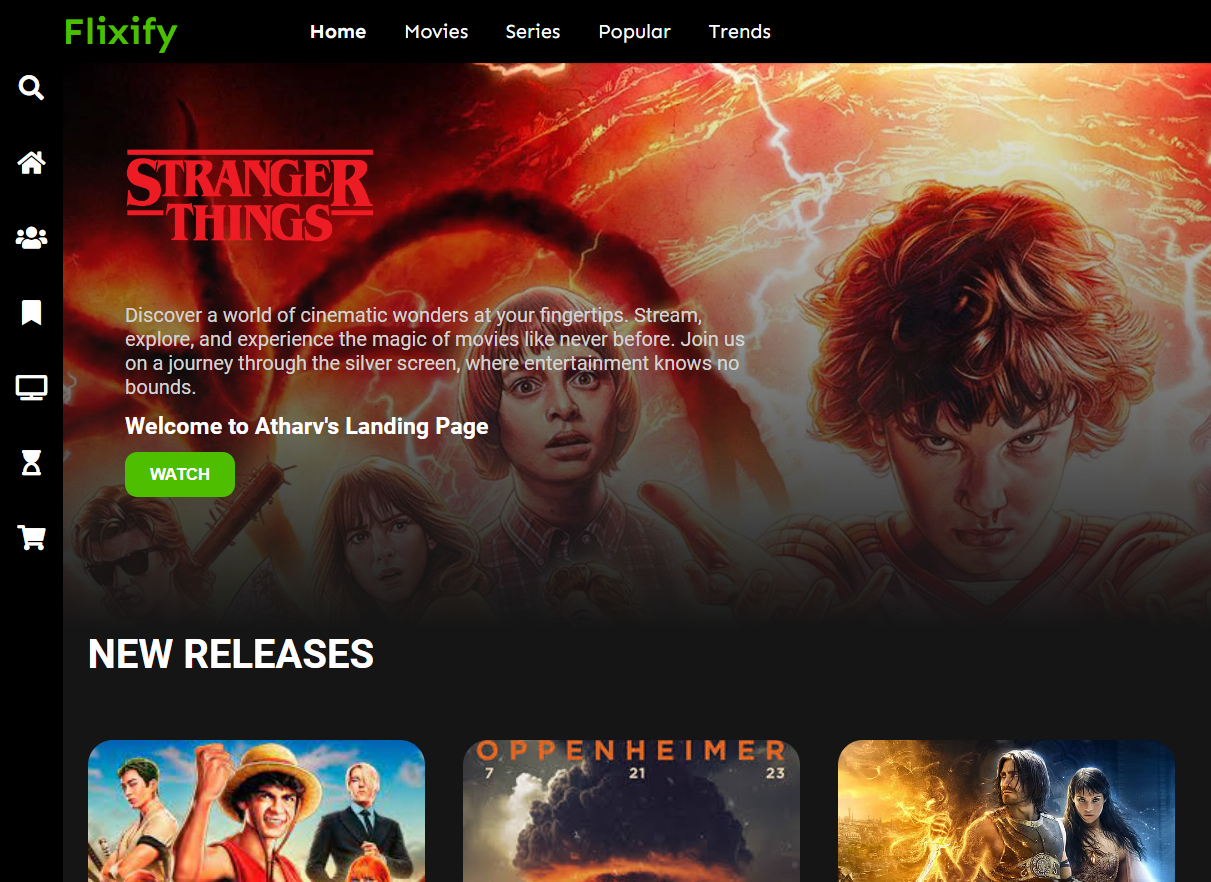 Flixify
Home Movies Series Popular Trends
STRANGER
THINGS
Discover a world of cinematic wonders at your fingertips. Stream,
explore, and experience the magic of movies like never before. Join us
on a journey through the silver screen, where entertainment knows no
bounds.
Welcome to Atharv's Landing Page
WATCH
NEW RELEASES
OPPENHEIMER
7 21 23